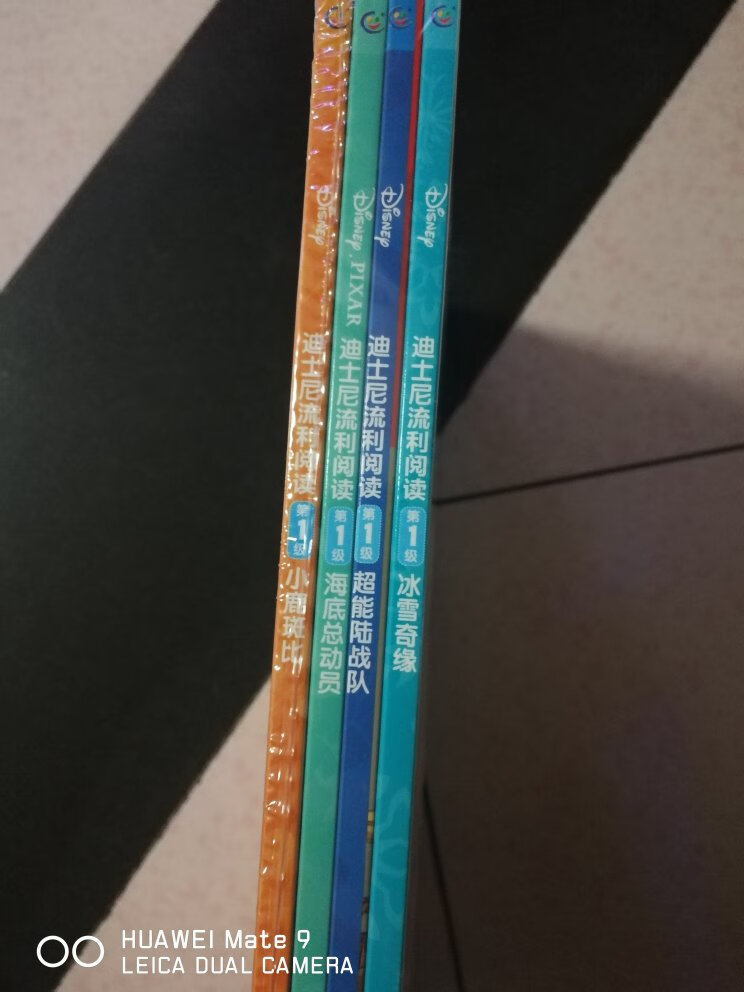 Disney
迪士尼流利阅读
第1级
小鹿斑比
Disney·PIXAR
迪士尼流利阅读
第1级
海底总动员
Disney
迪士尼流利阅读
第1级
超能陆战队
Disney
迪士尼流利阅读
第1级
冰雪奇缘
HUAWEI Mate 9
LEICA DUAL CAMERA